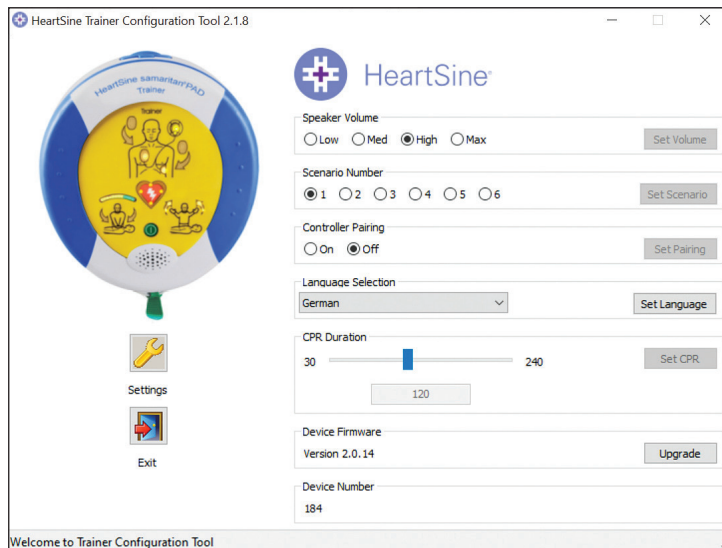 HeartSine Trainer Configuration Tool 2.1.8
HeartSine samaritan PAD
Trainer
Trainer
HeartSine
Speaker Volume
Low Med High Max Set Volume
Scenario Number
1 2 3 4 5 6 Set Scenario
Controller Pairing
On Off Set Pairing
Language Selection
German Set Language
CPR Duration
30 240 Set CPR
120
Settings
Exit
Device Firmware
Version 2.0.14 Upgrade
Device Number
184
Welcome to Trainer Configuration Tool